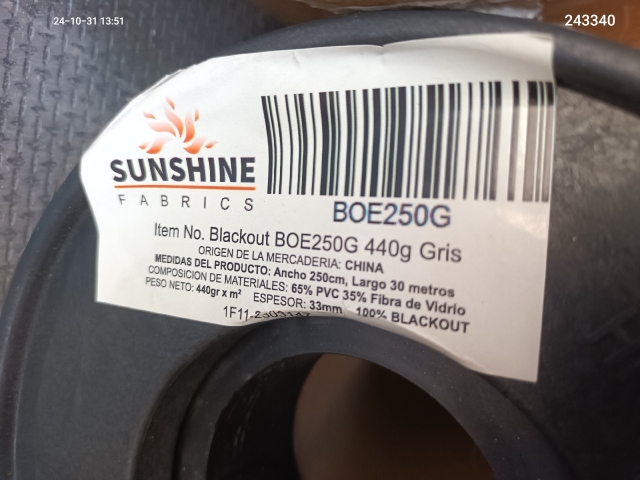 24-10-31 13:51
243340
SUNSHINE
FABRICS
BOE250G
Item No. Blackout BOE250G 440g Gris
ORIGEN DE LA MERCADERIA: CHINA
MEDIDAS DEL PRODUCTO: Ancho 250cm, Largo 30 metros
COMPOSICION DE MATERIALES: 65% PVC 35% Fibra de Vidrio
PESO NETO: 440gr x m² ESPESOR: 33mm 100% BLACKOUT